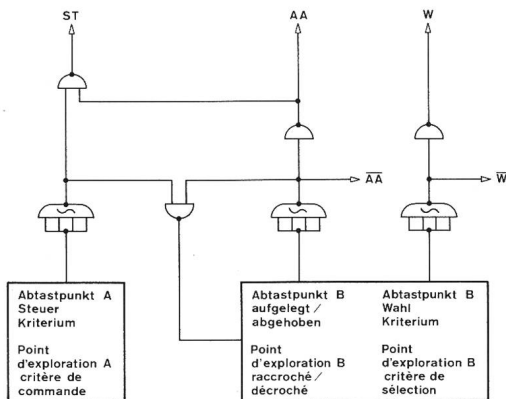 ST
AA
W
A̅A̅
W̅
Abtastpunkt A
Steuer
Kriterium
Point
d'exploration A
critère de
commande
Abtastpunkt B
aufgelegt /
abgehoben
Point
d'exploration B
raccroché /
décroché
Abtastpunkt B
Wahl
Kriterium
Point
d'exploration B
critère de
sélection